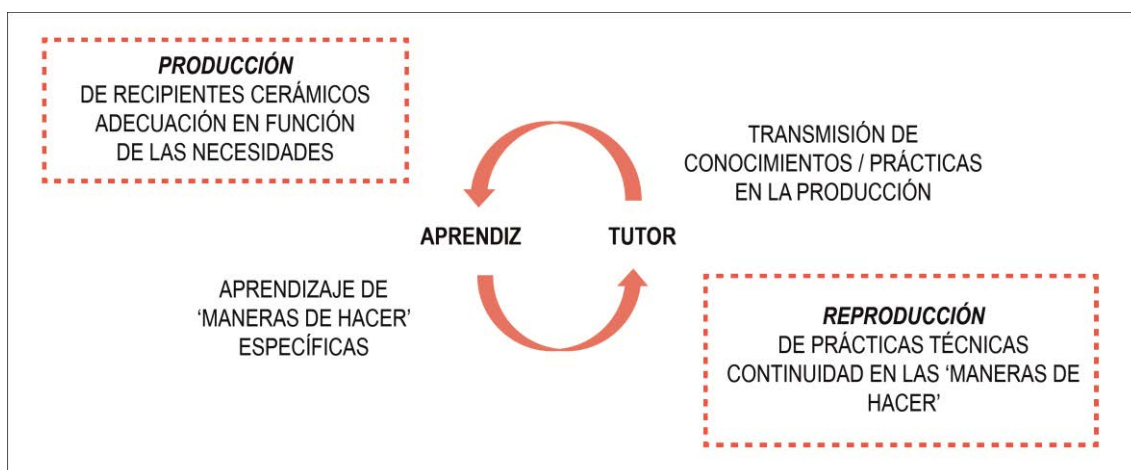 PRODUCCIÓN
DE RECIPIENTES CERÁMICOS
ADECUACIÓN EN FUNCIÓN
DE LAS NECESIDADES
TRANSMISIÓN DE
CONOCIMIENTOS / PRÁCTICAS
EN LA PRODUCCIÓN
APRENDIZ
TUTOR
APRENDIZAJE DE
‘MANERAS DE HACER’
ESPECÍFICAS
REPRODUCCIÓN
DE PRÁCTICAS TÉCNICAS
CONTINUIDAD EN LAS ‘MANERAS DE
HACER’